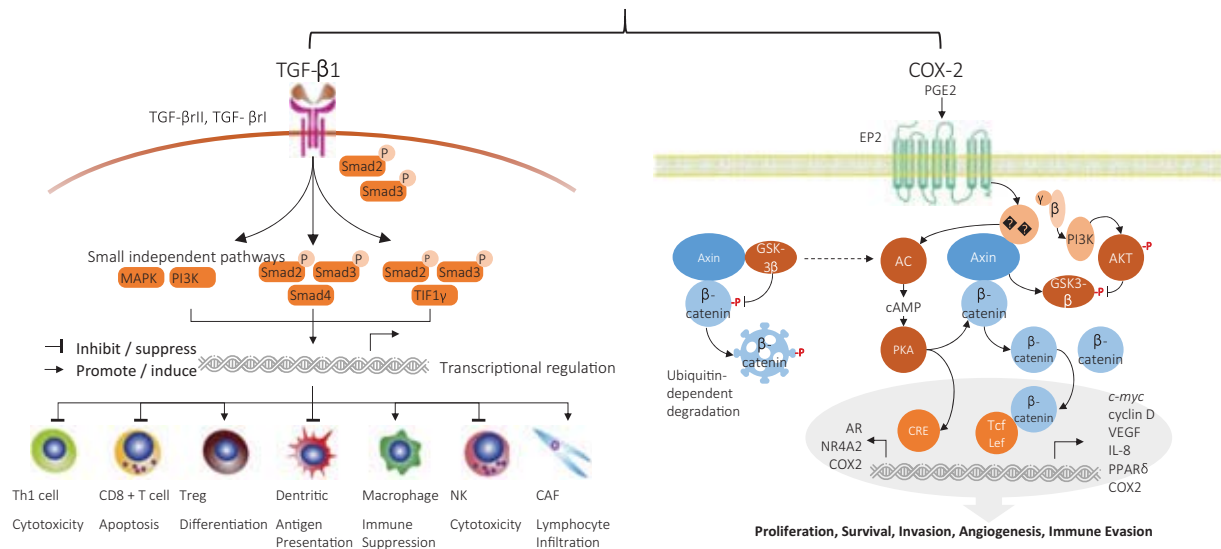 TGF-β1
TGF-βrII, TGF- βrI
P
Smad2
P
Smad3
Small independent pathways
MAPK
PI3K
P
Smad2
P
Smad3
Smad4
P
Smad2
P
Smad3
TIF1γ
Inhibit / suppress
Promote / induce
Transcriptional regulation
Th1 cell
CD8 + T cell
Treg
Dentritic
Macrophage
NK
CAF
Cytotoxicity
Apoptosis
Differentiation
Antigen
Presentation
Immune
Suppression
Cytotoxicity
Lymphocyte
Infiltration
COX-2
PGE2
EP2
? ?
γ
β
PI3K
AKT
-P
Axin
GSK-
3β
β-
catenin
-P
β-
catenin
-P
Ubiquitin-
dependent
degradation
AC
cAMP
PKA
Axin
β-
catenin
GSK3-
β
-P
β-
catenin
β-
catenin
β-
catenin
CRE
Tcf
Lef
AR
NR4A2
COX2
c-myc
cyclin D
VEGF
IL-8
PPARδ
COX2
Proliferation, Survival, Invasion, Angiogenesis, Immune Evasion